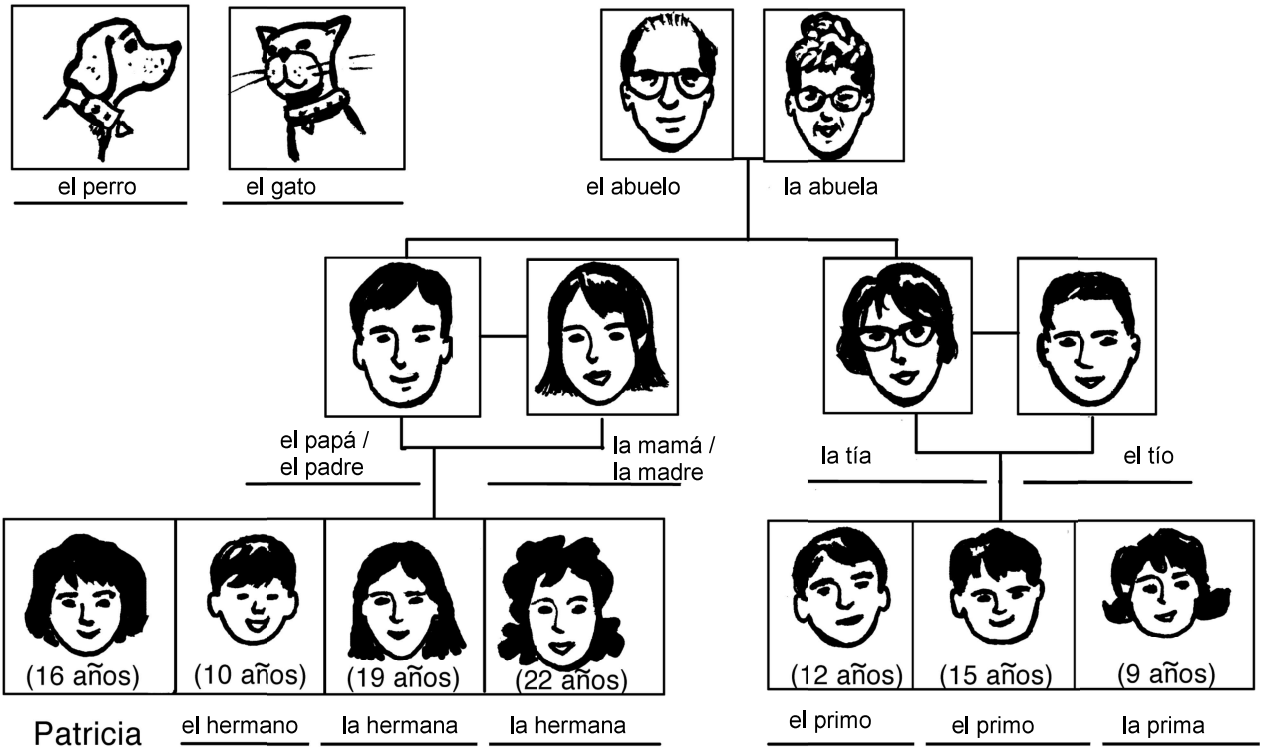 el perro
el gato
el abuelo
la abuela
el papá /
el padre
la mamá /
la madre
la tía
el tío
(16 años)
(10 años)
(19 años)
(22 años)
(12 años)
(15 años)
(9 años)
Patricia
el hermano
la hermana
la hermana
el primo
el primo
la prima